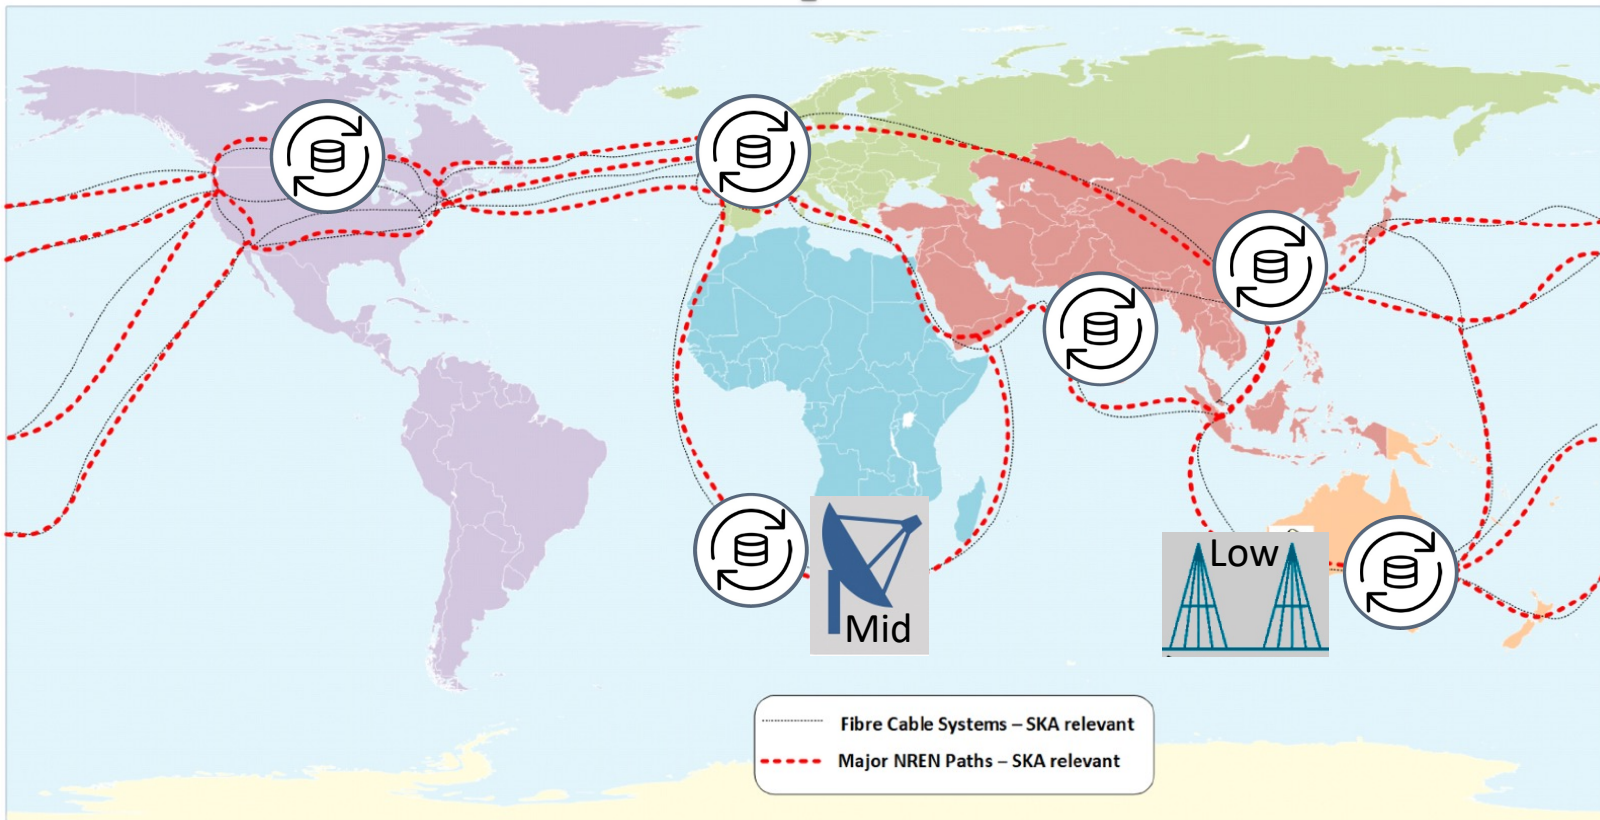 Low
Mid
Fibre Cable Systems – SKA relevant
Major NREN Paths – SKA relevant